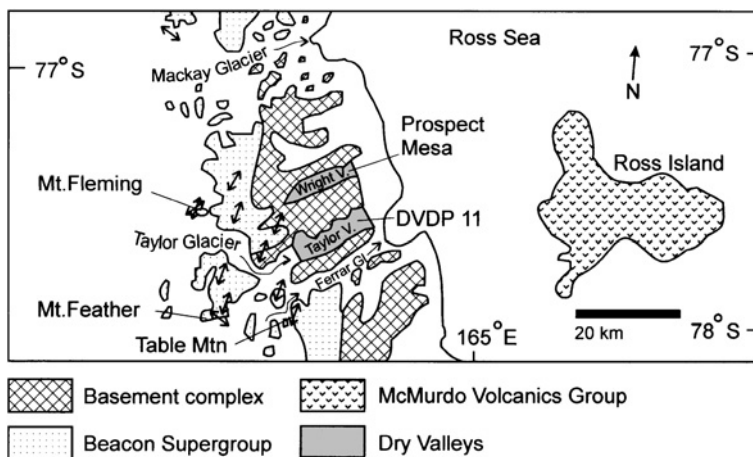 Ross Sea
77°S
77°S
Mackay Glacier
N
Prospect
Mesa
Wright V.
Ross Island
Mt.Fleming
DVDP 11
Taylor Glacier
Taylor V.
Ferrar Gl.
Mt.Feather
Table Mtn
165°E
20 km
78°S
Basement complex
McMurdo Volcanics Group
Beacon Supergroup
Dry Valleys